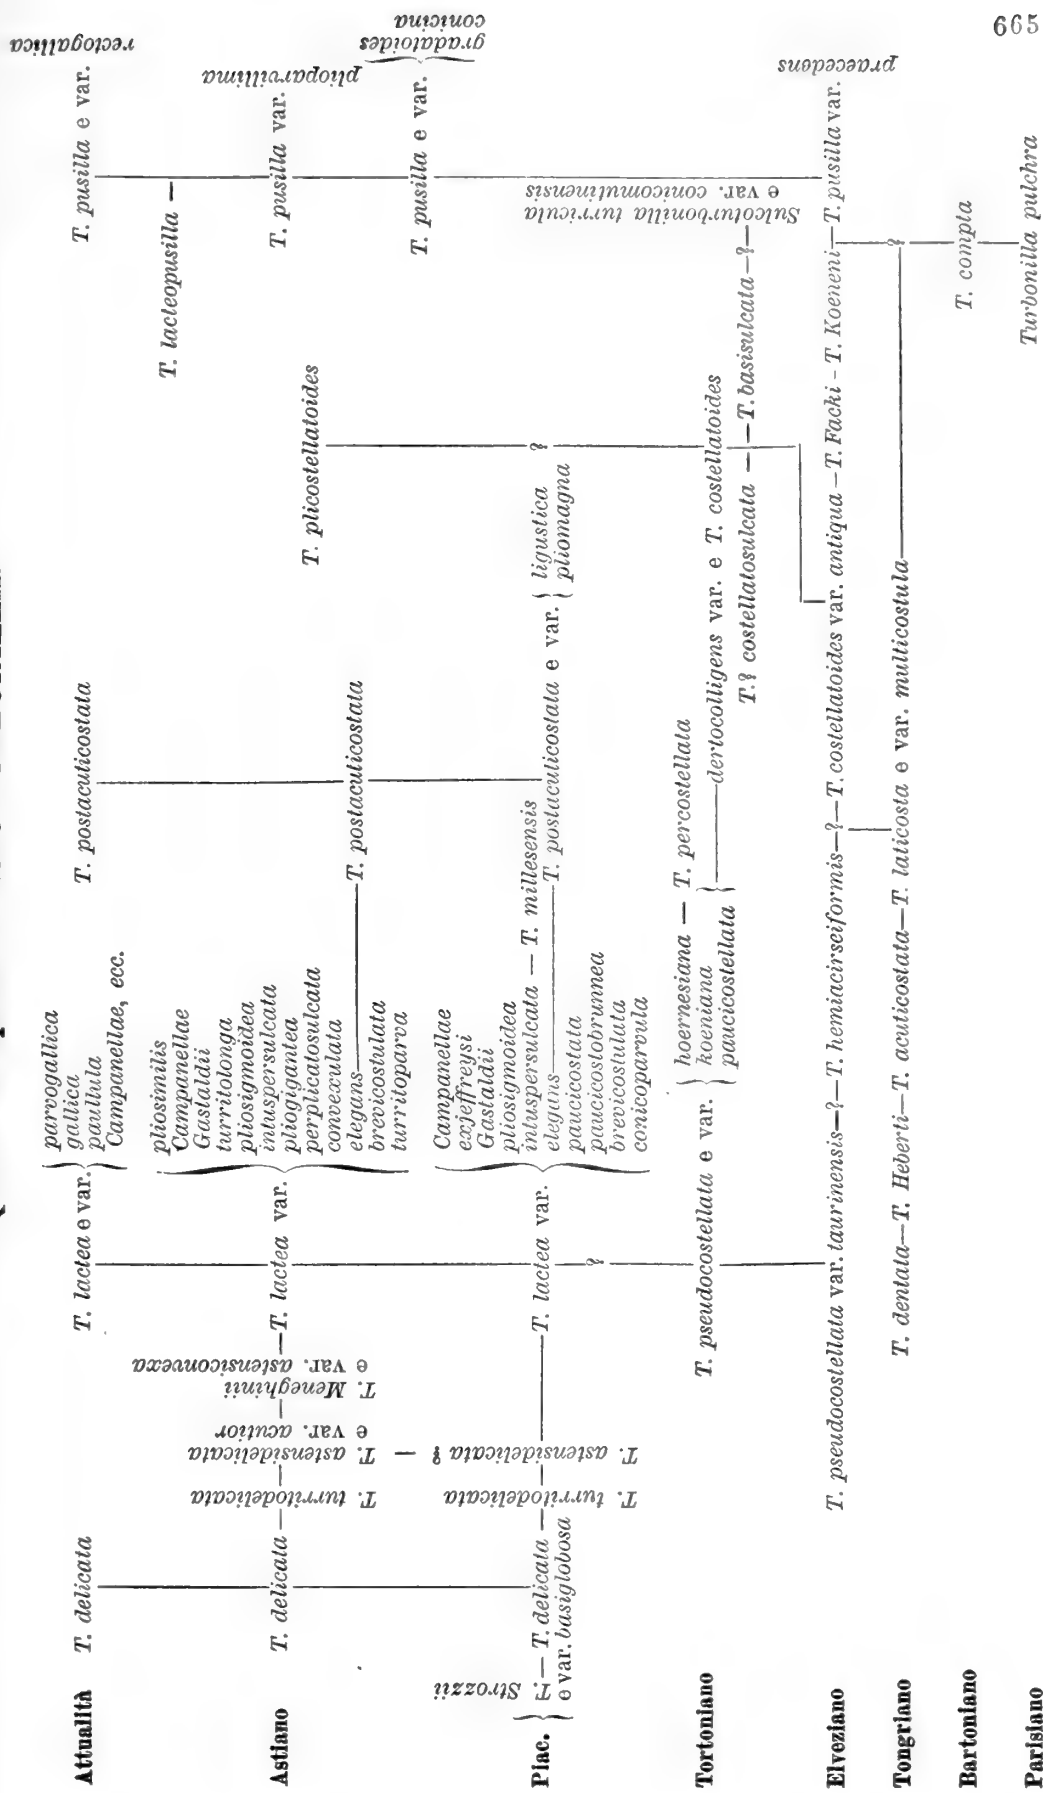 665
Attualità
T. delicata
T. lactea e var.
parvogallica
gallica
paullula
Campanellae, ecc.
T. postacuticostata
T. pusilla e var.
rectogallica
T. lacteopusilla —
Astiano
T. delicata —
T. turritodelicata
T. astensidelicata
e var. acutior
T. Meneghinii
e var. astensiconvexa
—T. lactea var.
pliosimilis
Campanellae
Gastaldii
turritolonga
pliosigmoidea
intuspersulcata
pliogigantea
perplicatosulcata
convexulata
elegans
brevicostulata
turritoparva
—T. postacuticostata
T. plicostellatoides
T. pusilla var.
plioparvillima
T. pusilla e var.
gradatoides
conicina
Piac.
T. Strozzii
— T. delicata —
e var. basiglobosa
T. turritodelicata
T. astensidelicata ?
—T. lactea var.
Campanellae
exjeffreysi
Gastaldii
pliosigmoidea
intuspersulcata — T. millesensis
elegans—T. postacuticostata e var.
paucicostata
paucicostobrunnea
brevicostulata
conicoparvula
ligustica
pliomagna
?
?
Tortoniano
T. pseudocostellata e var.
hoernesiana — T. percostellata
koeniana
paucicostellata
—dertocolligens var. e T. costellatoides
T.? costellatosulcata — —T. basisulcata—?—
Sulcoturbonilla turricula
e var. conicomutinensis
Elveziano
T. pseudocostellata var. taurinensis—?—T. hemiacirsciformis—?—T. costellatoides var. antiqua—T. Facki - T. Koeneni—T. pusilla var.
praecedens
Tongriano
T. dentata—T. Heberti—T. acuticostata—T. laticosta e var. multicostula—
?
Bartoniano
T. compta
Parisiano
Turbonilla pulchra